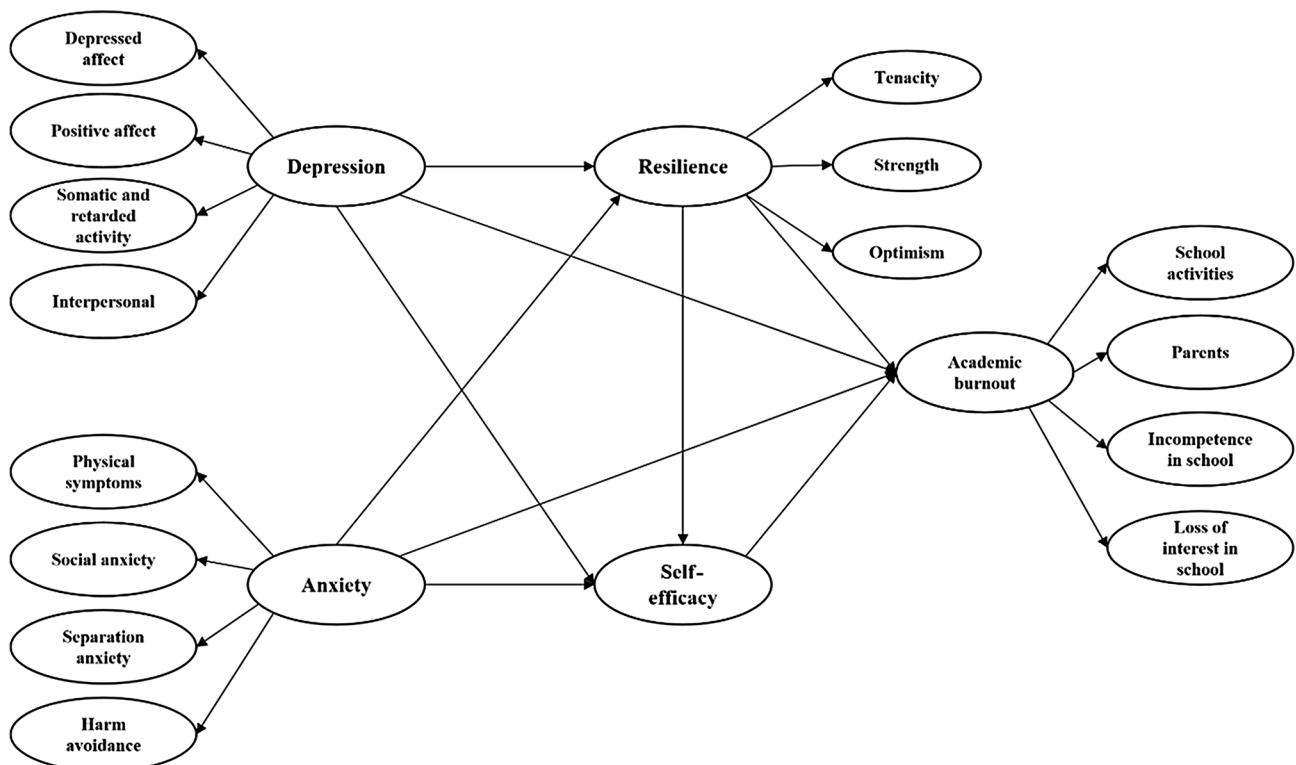 Depressed
affect
Positive affect
Somatic and
retarded
activity
Interpersonal
Depression
Resilience
Tenacity
Strength
Optimism
School
activities
Parents
Academic
burnout
Incompetence
in school
Loss of
interest in
school
Physical
symptoms
Social anxiety
Separation
anxiety
Harm
avoidance
Anxiety
Self-
efficacy